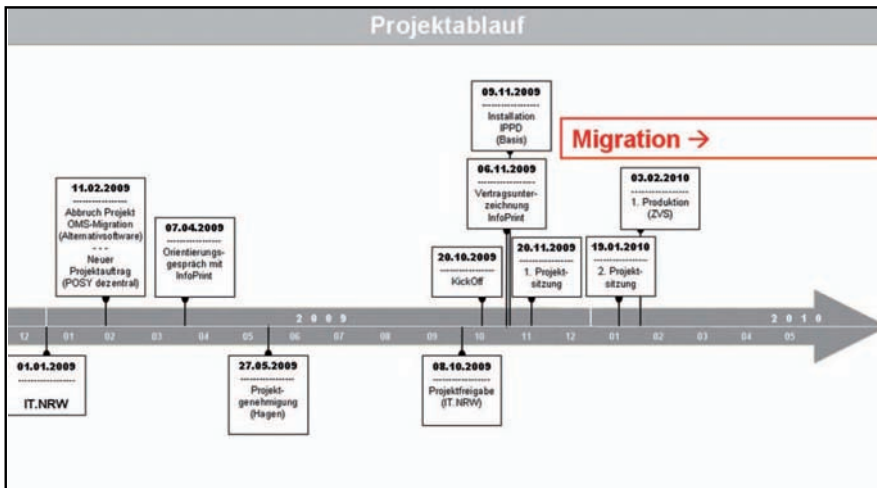 Projektablauf
09.11.2009
Installation
IPPD
(Basis)
Migration →
11.02.2009
Abbruch Projekt
OMS-Migration
(Alternativsoftware)
- - -
Neuer
Projektauftrag
(POSY dezentral)
07.04.2009
Orientierungs-
gespräch mit
InfoPrint
06.11.2009
Vertragsunter-
zeichnung
InfoPrint
03.02.2010
1. Produktion
(ZVS)
20.10.2009
KickOff
20.11.2009
1. Projekt-
sitzung
19.01.2010
2. Projekt-
sitzung
2009
2010
12 01 02 03 04 05 06 07 08 09 10 11 12 01 02 03 04 05
01.01.2009
IT.NRW
27.05.2009
Projekt-
genehmigung
(Hagen)
08.10.2009
Projektfreigabe
(IT.NRW)